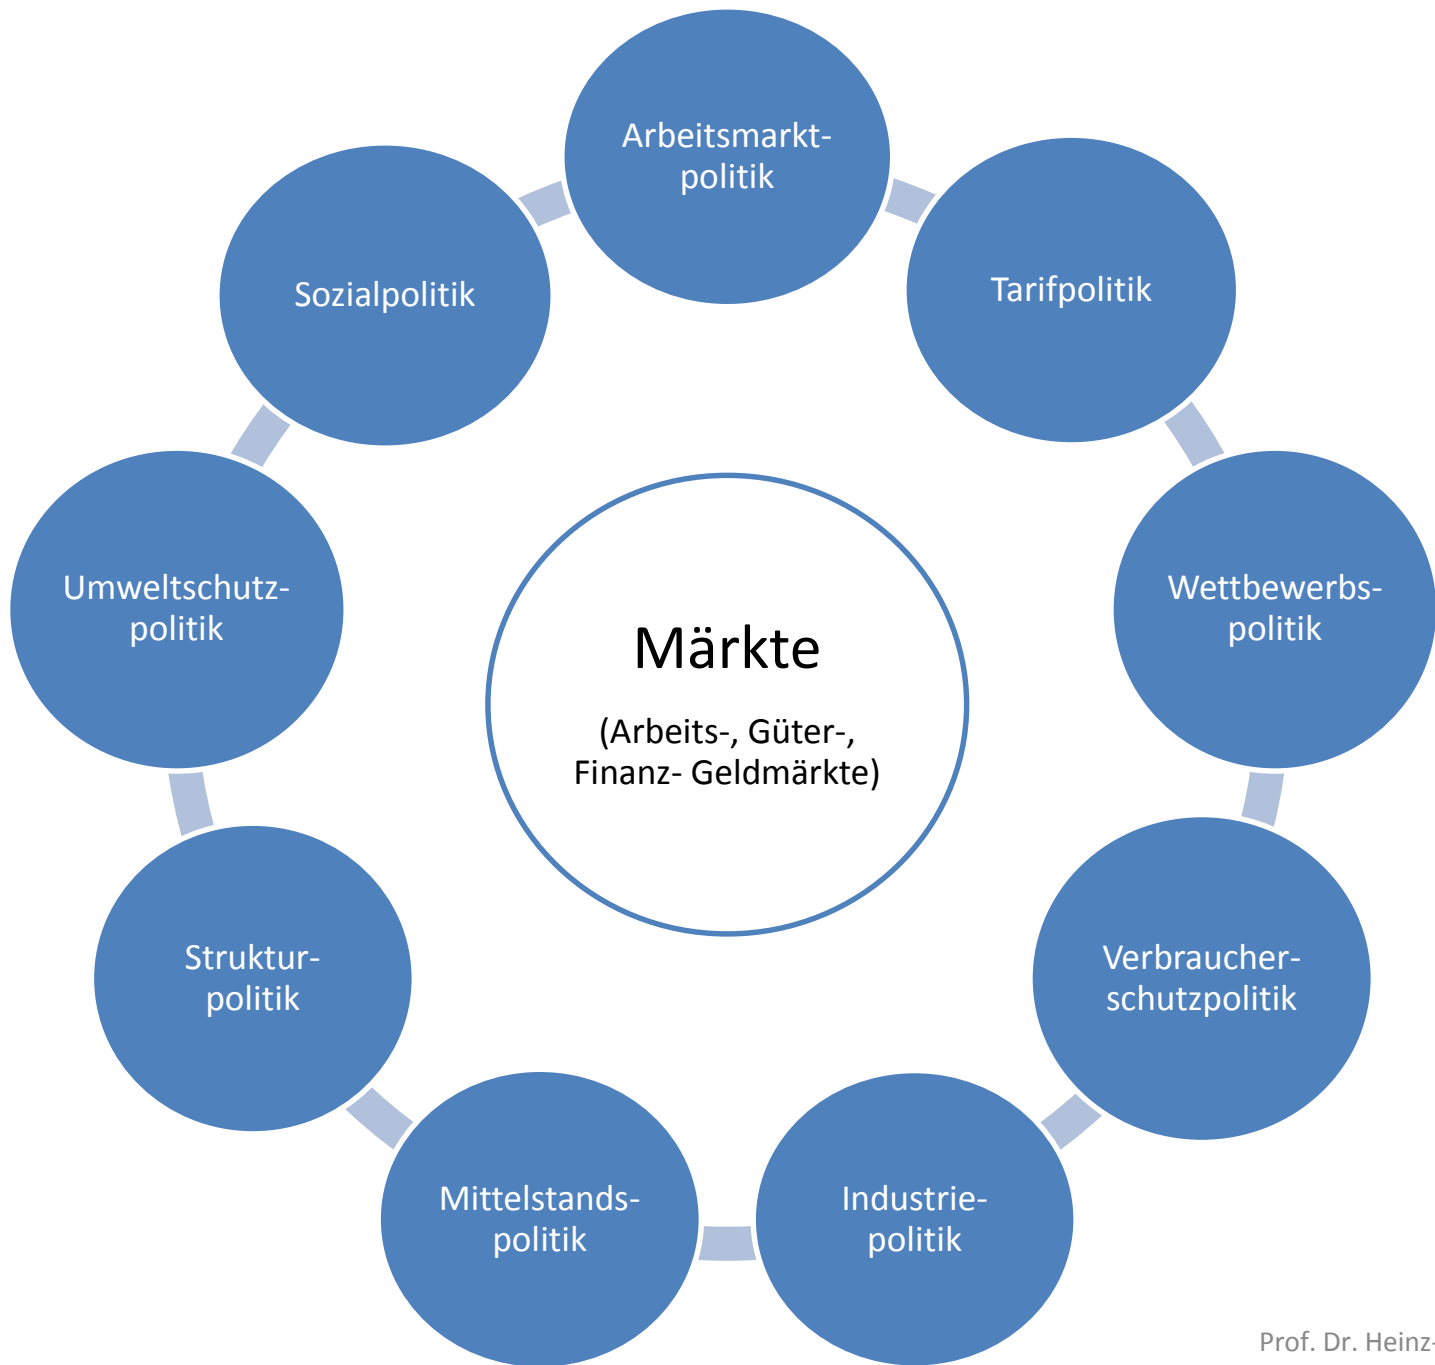 Arbeitsmarkt-
politik
Tarifpolitik
Wettbewerbs-
politik
Verbraucher-
schutzpolitik
Industrie-
politik
Mittelstands-
politik
Struktur-
politik
Umweltschutz-
politik
Sozialpolitik
Märkte
(Arbeits-, Güter-,
Finanz- Geldmärkte)
Prof. Dr. Heinz-